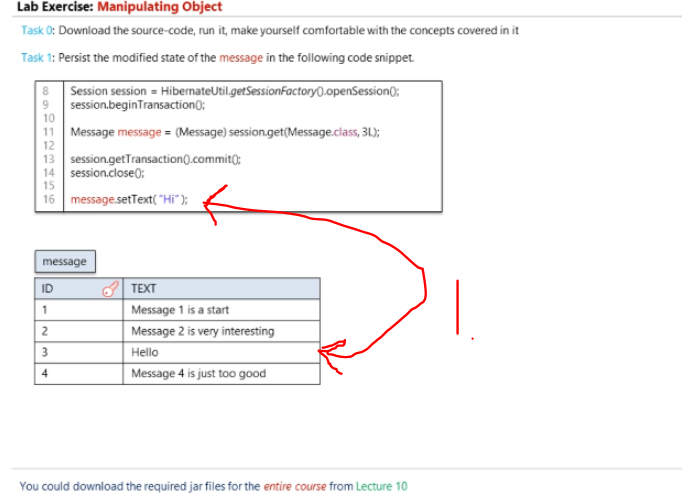 Lab Exercise: Manipulating Object
Task 0: Download the source-code, run it, make yourself comfortable with the concepts covered in it
Task 1: Persist the modified state of the message in the following code snippet.
8 Session session = HibernateUtil.getSessionFactory().openSession();
9 session.beginTransaction();
10
11 Message message = (Message) session.get(Message.class, 3L);
12
13 session.getTransaction().commit();
14 session.close();
15
16 message.setText( "Hi" );
1.
message
ID TEXT
1 Message 1 is a start
2 Message 2 is very interesting
3 Hello
4 Message 4 is just too good
You could download the required jar files for the entire course from Lecture 10